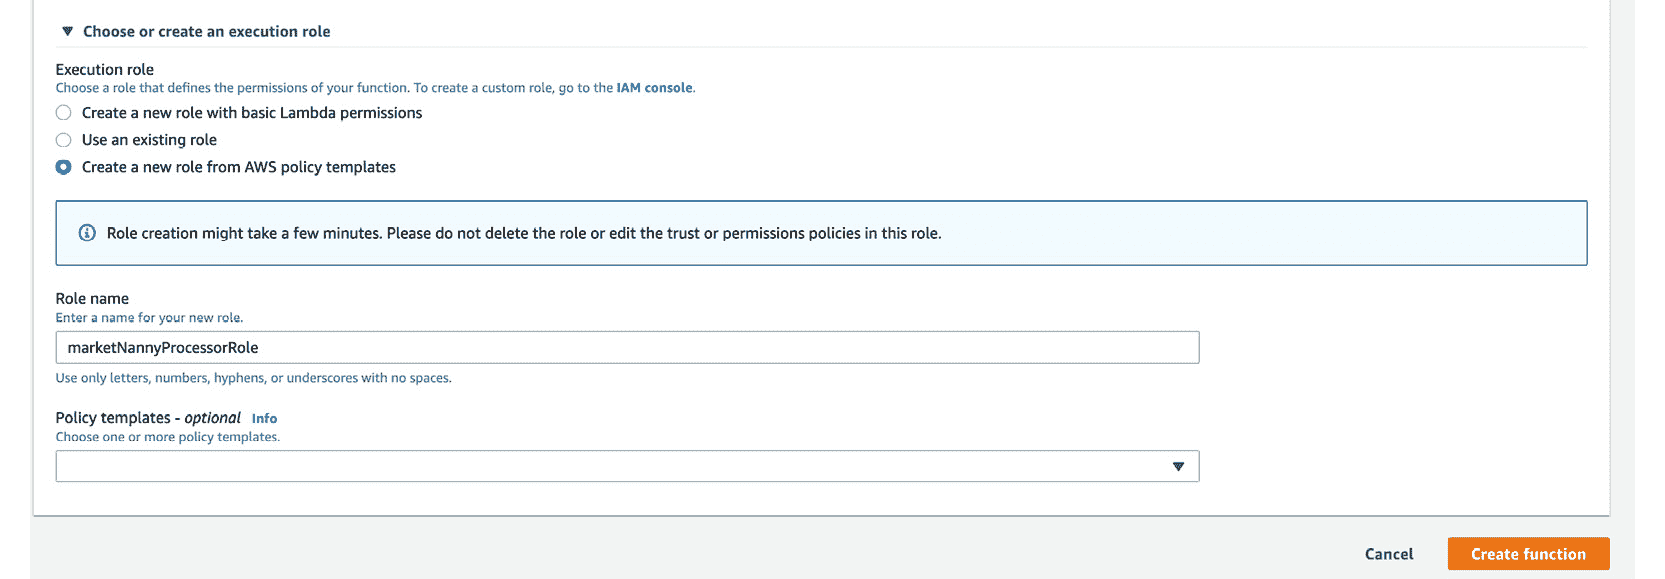 Choose or create an execution role
Execution role
Choose a role that defines the permissions of your function. To create a custom role, go to the IAM console.
Create a new role with basic Lambda permissions
Use an existing role
Create a new role from AWS policy templates
Role creation might take a few minutes. Please do not delete the role or edit the trust or permissions policies in this role.
Role name
Enter a name for your new role.
marketNannyProcessorRole
Use only letters, numbers, hyphens, or underscores with no spaces.
Policy templates - optional Info
Choose one or more policy templates.
Cancel Create function